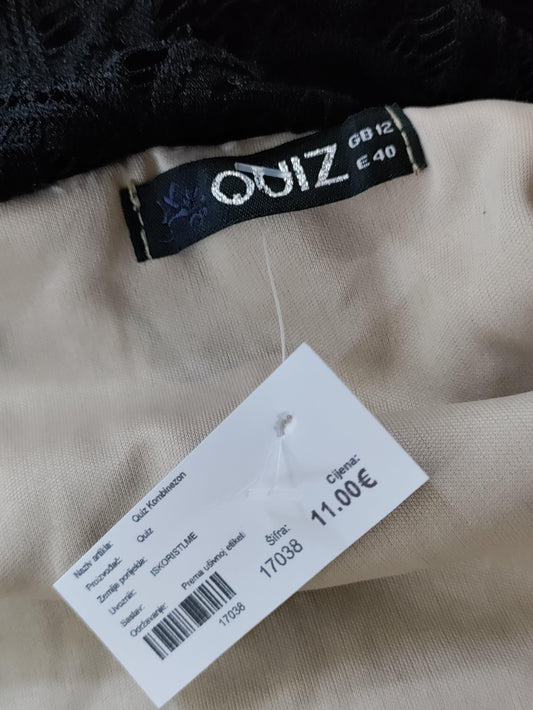 QUIZ
GB 12
E 40
Naziv artikla: Quiz Kombinezon
Proizvođač: Quiz
Zemlja porijekla:
Uvoznik: ISKORISTI.ME
Sastav:
Održavanje: Prema ušivnoj etiketi
17038
Šifra:
17038
Cijena:
11.00€